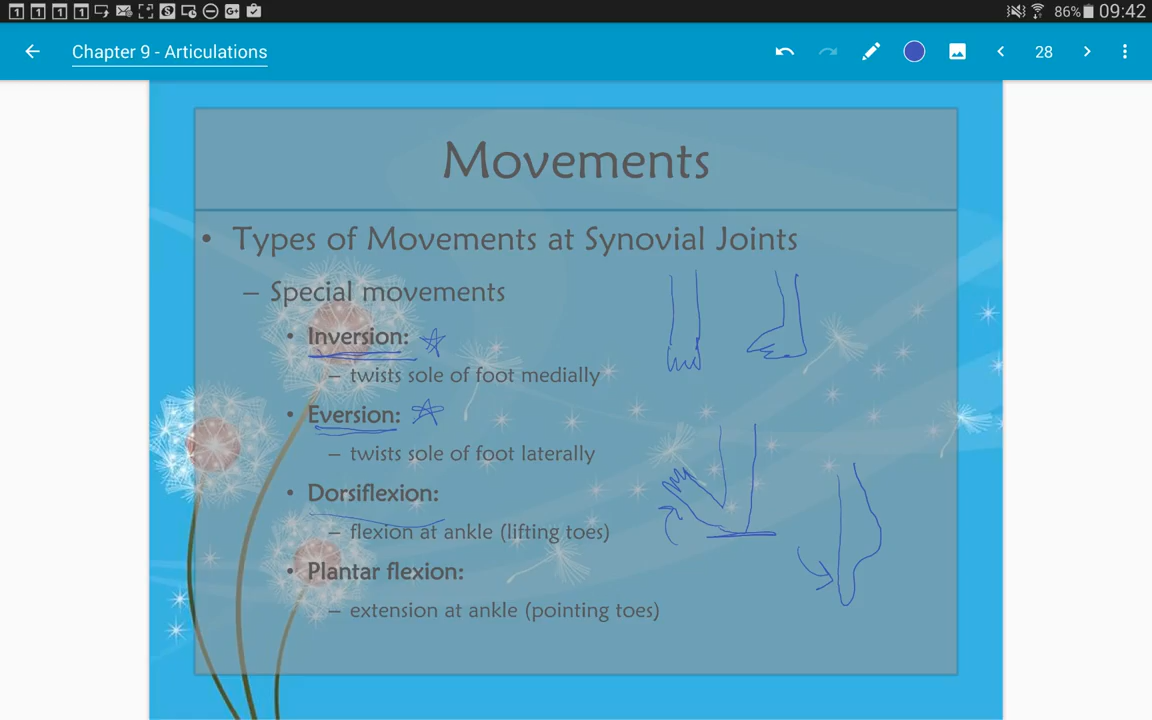 86% 09:42
Chapter 9 - Articulations
28
Movements
• Types of Movements at Synovial Joints
– Special movements
• Inversion:
– twists sole of foot medially
• Eversion:
– twists sole of foot laterally
• Dorsiflexion:
– flexion at ankle (lifting toes)
• Plantar flexion:
– extension at ankle (pointing toes)